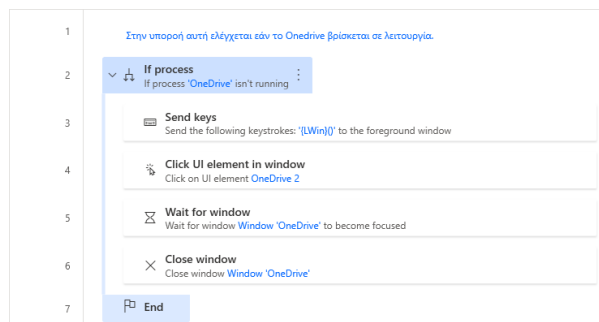 1
Στην υποροή αυτή ελέγχεται εάν το Onedrive βρίσκεται σε λειτουργία.
2
If process
If process 'OneDrive' isn't running
3
Send keys
Send the following keystrokes: '{LWin}()' to the foreground window
4
Click UI element in window
Click on UI element OneDrive 2
5
Wait for window
Wait for window Window 'OneDrive' to become focused
6
Close window
Close window Window 'OneDrive'
7
End